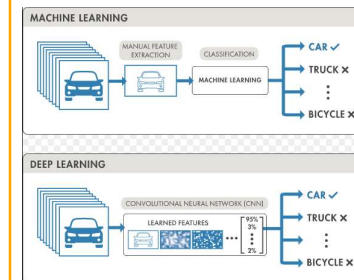 MACHINE LEARNING
MANUAL FEATURE
EXTRACTION
CLASSIFICATION
MACHINE LEARNING
CAR ✓
TRUCK ×
⋮
BICYCLE ×
DEEP LEARNING
CONVOLUTIONAL NEURAL NETWORK (CNN)
LEARNED FEATURES
...
95%
3%
⋮
2%
CAR ✓
TRUCK ×
⋮
BICYCLE ×